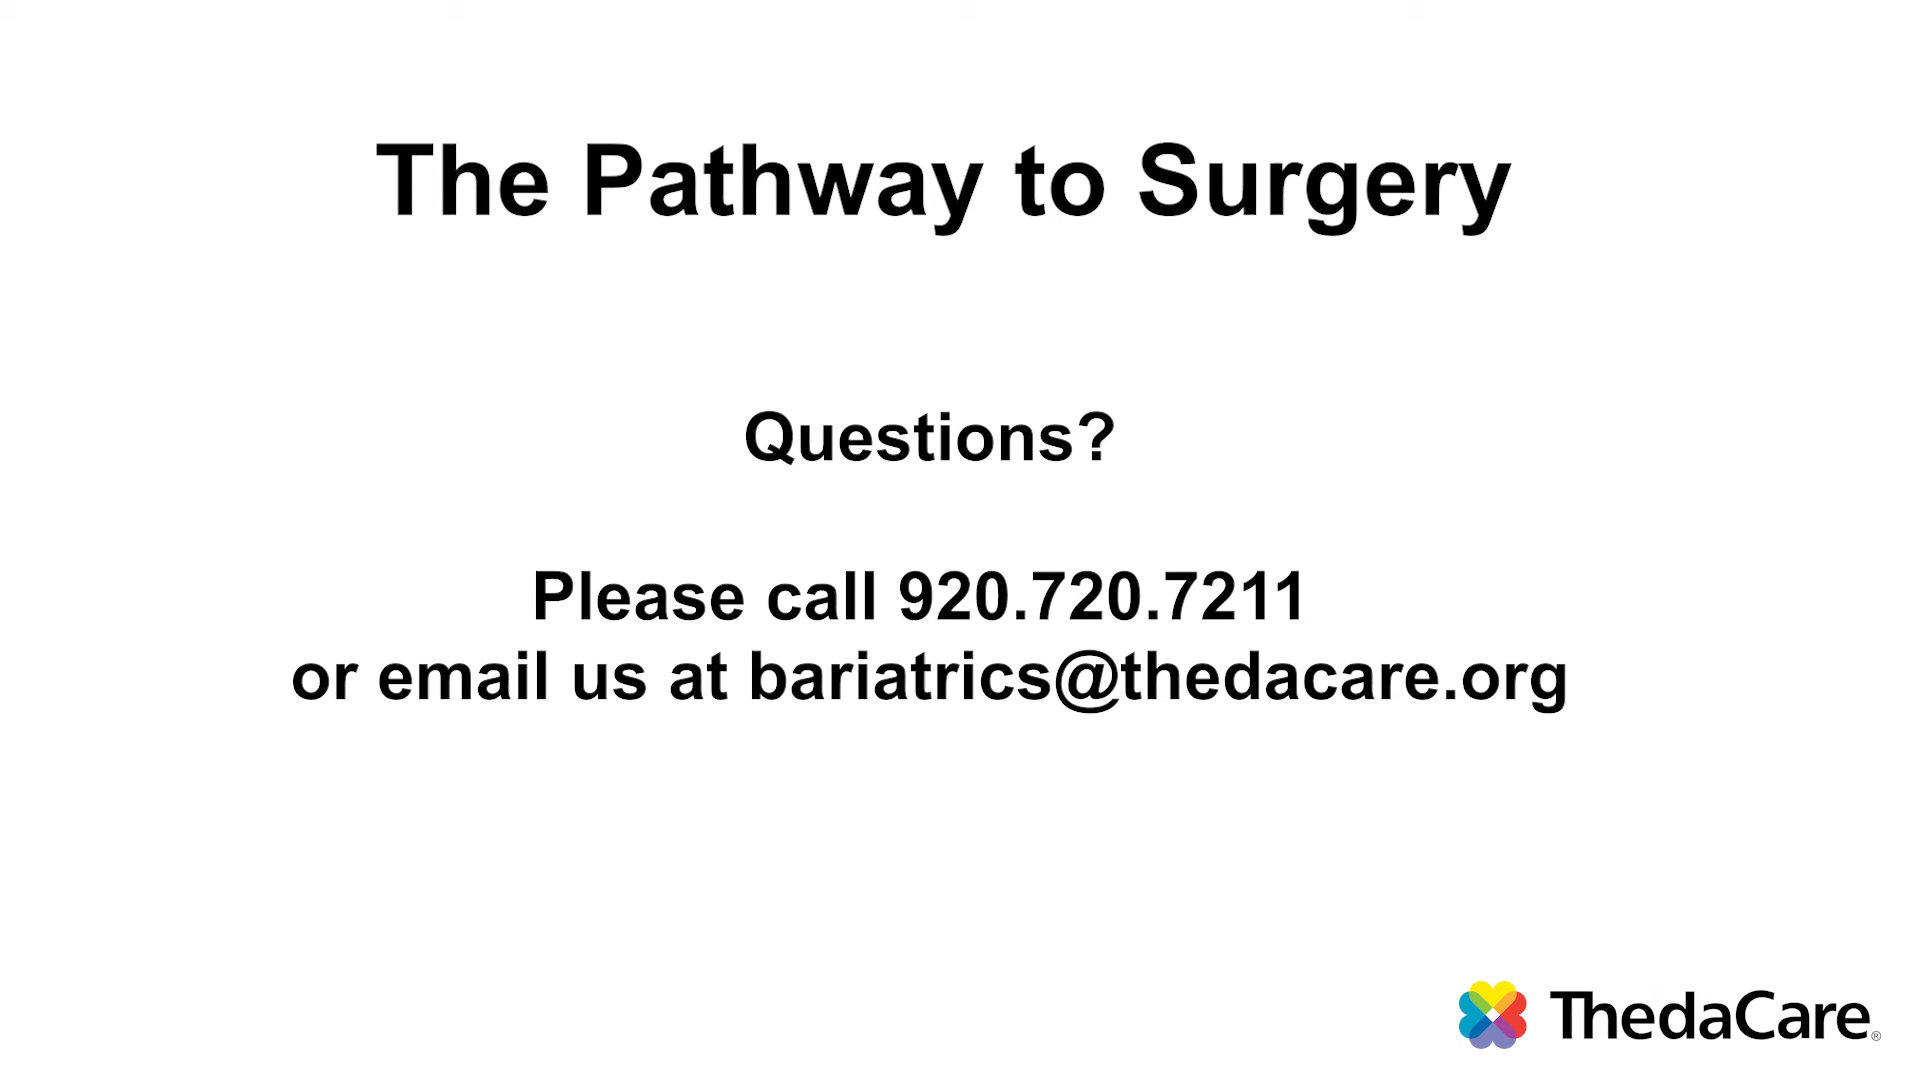 The Pathway to Surgery
Questions?
Please call 920.720.7211
or email us at bariatrics@thedacare.org
ThedaCare®